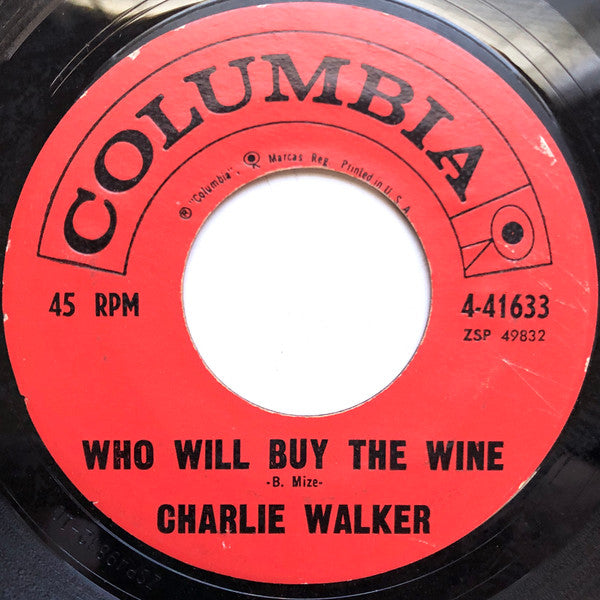 COLUMBIA
® "Columbia", Marcas Reg. Printed in U. S. A.
45 RPM
4-41633
ZSP 49832
WHO WILL BUY THE WINE
-B. Mize-
CHARLIE WALKER